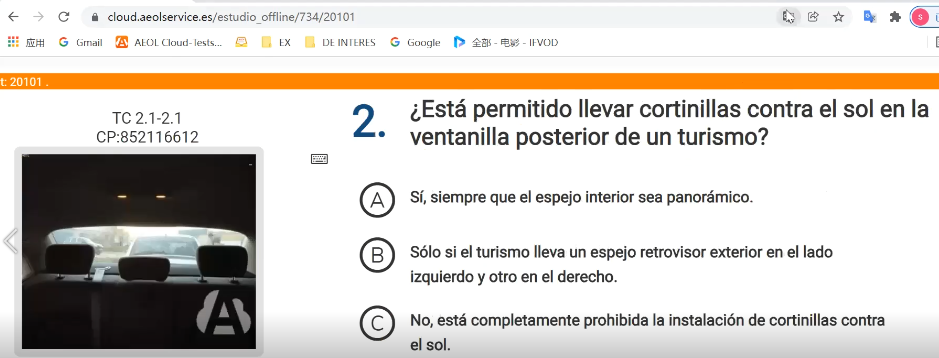 cloud.aeolservice.es/estudio_offline/734/20101
应用 Gmail AEOL Cloud-Tests... EX DE INTERES Google 全部 - 电影 - IFVOD
t: 20101 .
TC 2.1-2.1
CP:852116612
2. ¿Está permitido llevar cortinillas contra el sol en la
ventanilla posterior de un turismo?
A Sí, siempre que el espejo interior sea panorámico.
B Sólo si el turismo lleva un espejo retrovisor exterior en el lado
izquierdo y otro en el derecho.
C No, está completamente prohibida la instalación de cortinillas contra
el sol.